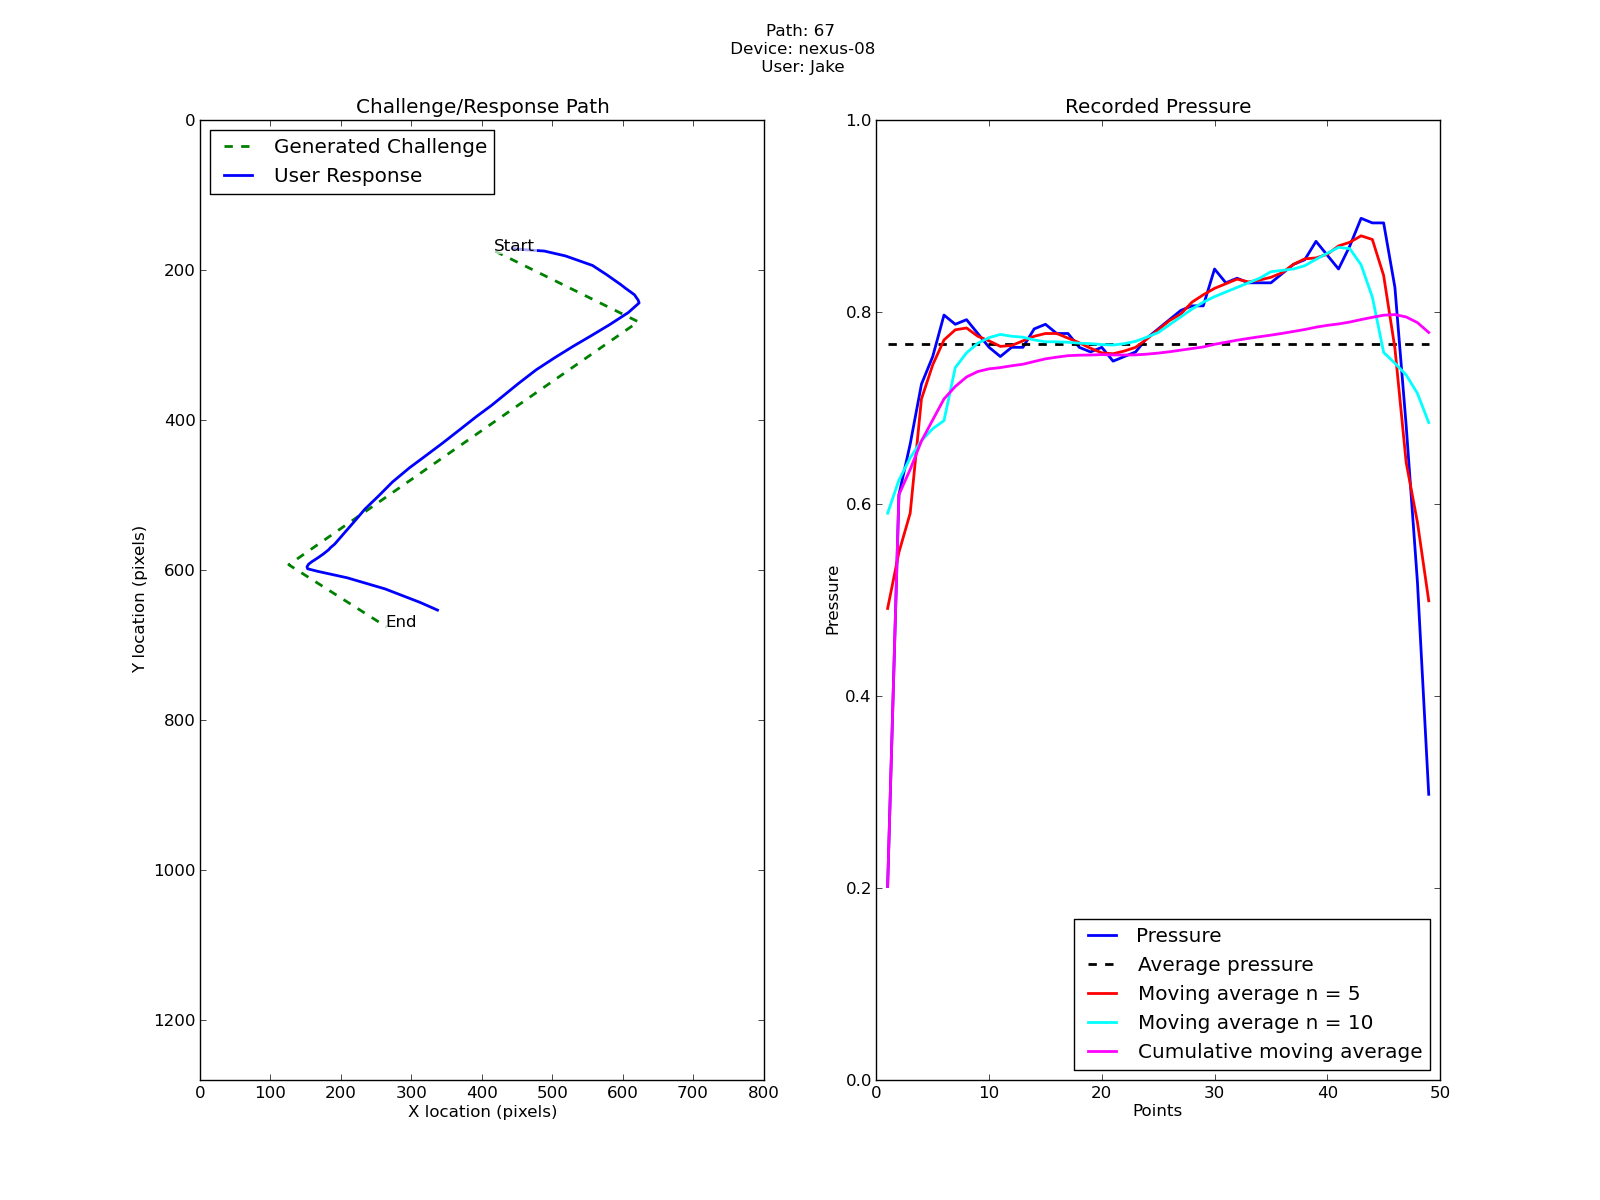 Path: 67
Device: nexus-08
User: Jake
Challenge/Response Path
0
200
400
600
800
1000
1200
Y location (pixels)
Generated Challenge
User Response
Start
End
0 100 200 300 400 500 600 700 800
X location (pixels)
Recorded Pressure
1.0
0.8
0.6
0.4
0.2
0.0
Pressure
Pressure
Average pressure
Moving average n = 5
Moving average n = 10
Cumulative moving average
0 10 20 30 40 50
Points